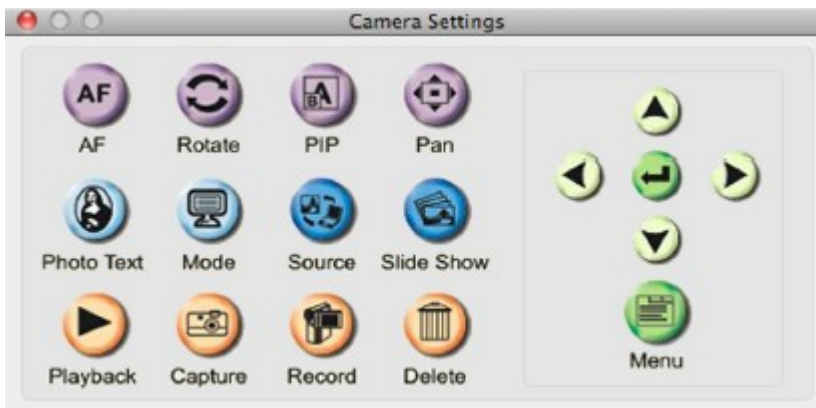 Camera Settings
AF
AF Rotate PIP Pan
Photo Text Mode Source Slide Show
Playback Capture Record Delete
Menu